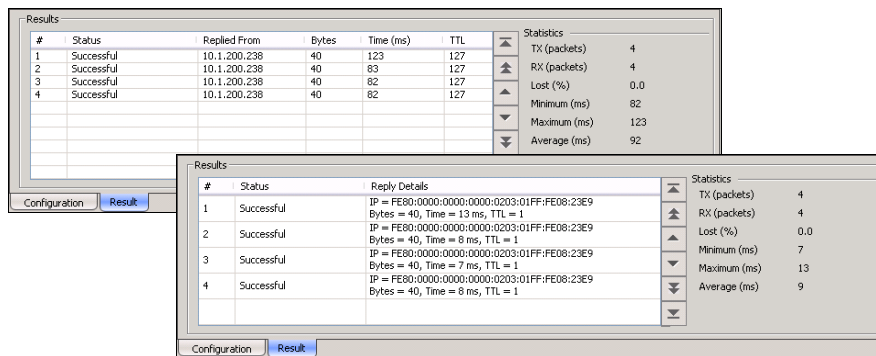 Results
# Status Replied From Bytes Time (ms) TTL
1 Successful 10.1.200.238 40 123 127
2 Successful 10.1.200.238 40 83 127
3 Successful 10.1.200.238 40 82 127
4 Successful 10.1.200.238 40 82 127
Statistics
TX (packets) 4
RX (packets) 4
Lost (%) 0.0
Minimum (ms) 82
Maximum (ms) 123
Average (ms) 92
Configuration Result
Results
# Status Reply Details
1 Successful IP = FE80:0000:0000:0000:0203:01FF:FE08:23E9
Bytes = 40, Time = 13 ms, TTL = 1
2 Successful IP = FE80:0000:0000:0000:0203:01FF:FE08:23E9
Bytes = 40, Time = 8 ms, TTL = 1
3 Successful IP = FE80:0000:0000:0000:0203:01FF:FE08:23E9
Bytes = 40, Time = 7 ms, TTL = 1
4 Successful IP = FE80:0000:0000:0000:0203:01FF:FE08:23E9
Bytes = 40, Time = 8 ms, TTL = 1
Statistics
TX (packets) 4
RX (packets) 4
Lost (%) 0.0
Minimum (ms) 7
Maximum (ms) 13
Average (ms) 9
Configuration Result